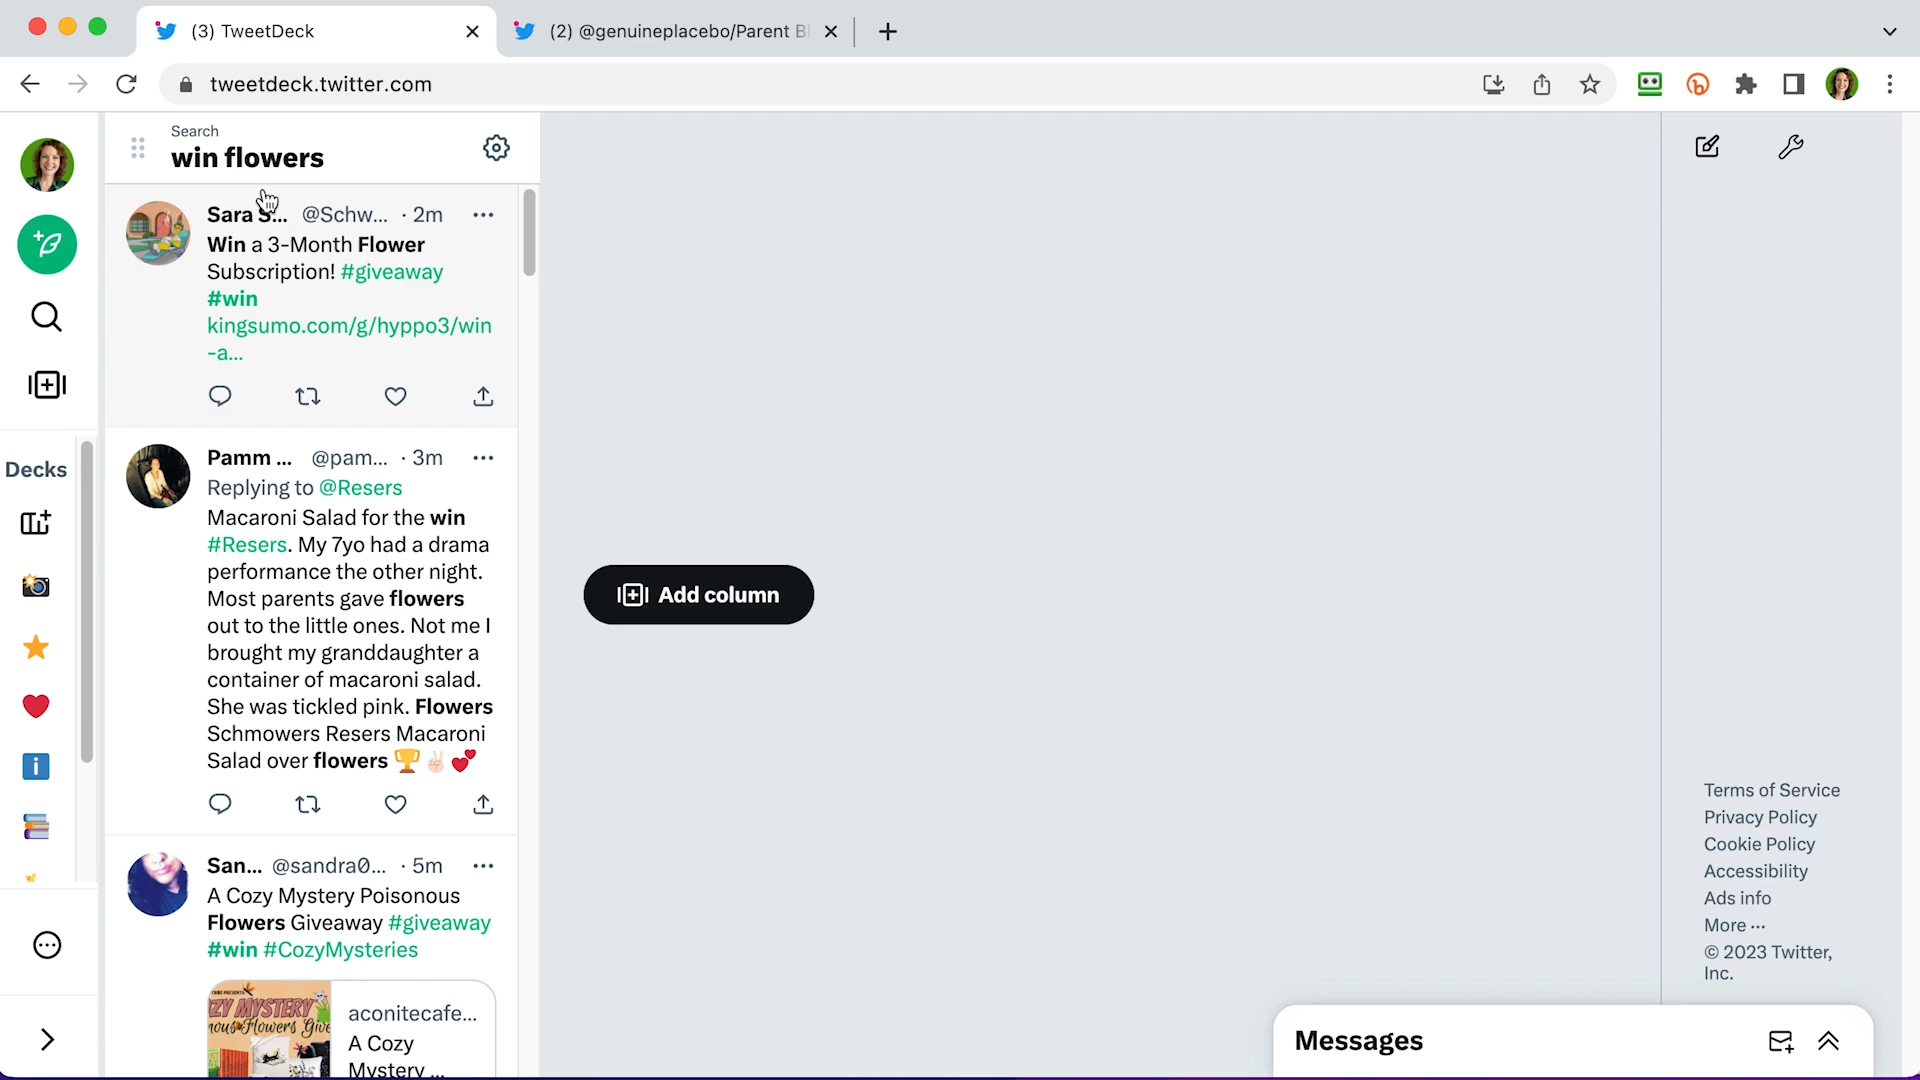 (3) TweetDeck
(2) @genuineplacebo/Parent B
tweetdeck.twitter.com
Search
win flowers
Sara S... @Schw... · 2m
Win a 3-Month Flower
Subscription! #giveaway
#win
kingsumo.com/g/hyppo3/win
-a...
Decks
Pamm ... @pam... · 3m
Replying to @Resers
Macaroni Salad for the win
#Resers. My 7yo had a drama
performance the other night.
Most parents gave flowers
out to the little ones. Not me I
brought my granddaughter a
container of macaroni salad.
She was tickled pink. Flowers
Schmowers Resers Macaroni
Salad over flowers 🏆✌🏻💕
San... @sandra0... · 5m
A Cozy Mystery Poisonous
Flowers Giveaway #giveaway
#win #CozyMysteries
ZY MYSTERY
nous Flowers Give
aconitecafe...
A Cozy
Mystery ...
Add column
Terms of Service
Privacy Policy
Cookie Policy
Accessibility
Ads info
More ···
© 2023 Twitter,
Inc.
Messages